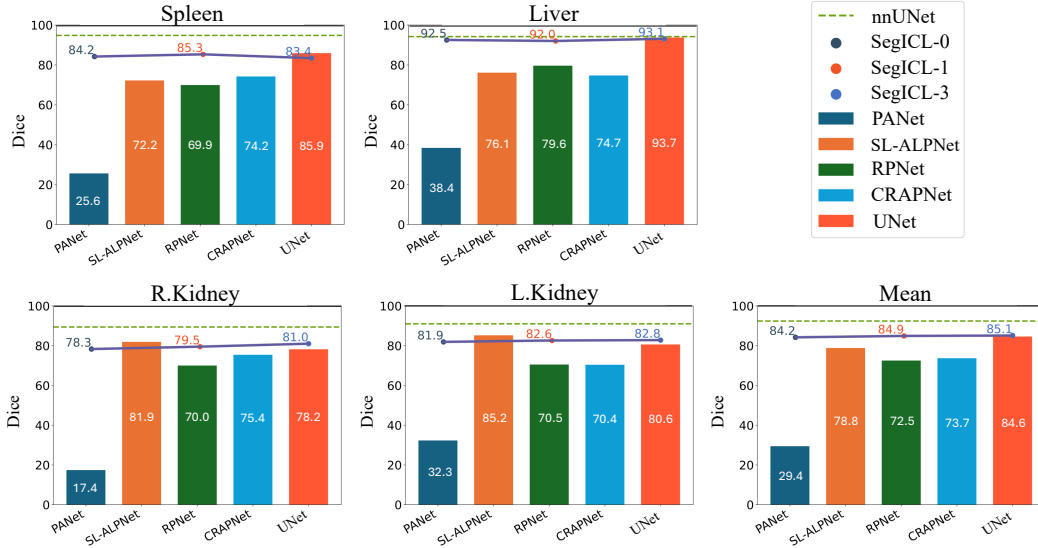 Spleen
100
80
60
40
20
0
Dice
84.2
85.3
83.4
25.6
72.2
69.9
74.2
85.9
PANet
SL-ALPNet
RPNet
CRAPNet
UNet
Liver
100
80
60
40
20
0
Dice
92.5
92.0
93.1
38.4
76.1
79.6
74.7
93.7
PANet
SL-ALPNet
RPNet
CRAPNet
UNet
nnUNet
SegICL-0
SegICL-1
SegICL-3
PANet
SL-ALPNet
RPNet
CRAPNet
UNet
R.Kidney
100
80
60
40
20
0
Dice
78.3
79.5
81.0
17.4
81.9
70.0
75.4
78.2
PANet
SL-ALPNet
RPNet
CRAPNet
UNet
L.Kidney
100
80
60
40
20
0
Dice
81.9
82.6
82.8
32.3
85.2
70.5
70.4
80.6
PANet
SL-ALPNet
RPNet
CRAPNet
UNet
Mean
100
80
60
40
20
0
Dice
84.2
84.9
85.1
29.4
78.8
72.5
73.7
84.6
PANet
SL-ALPNet
RPNet
CRAPNet
UNet